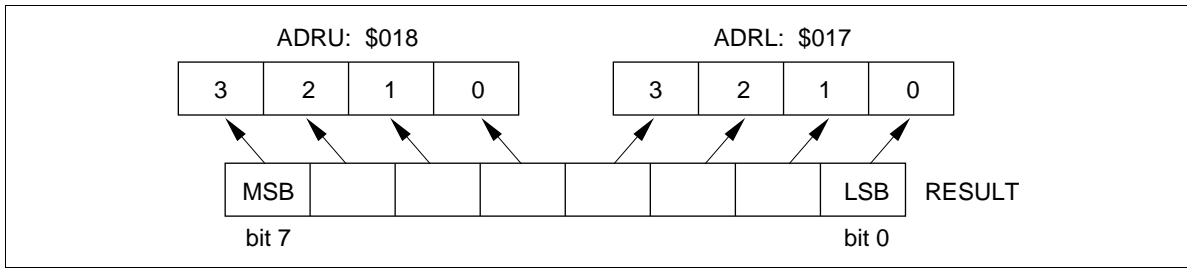 ADRU: $018 ADRL: $017
3 2 1 0 3 2 1 0
MSB LSB RESULT
bit 7 bit 0